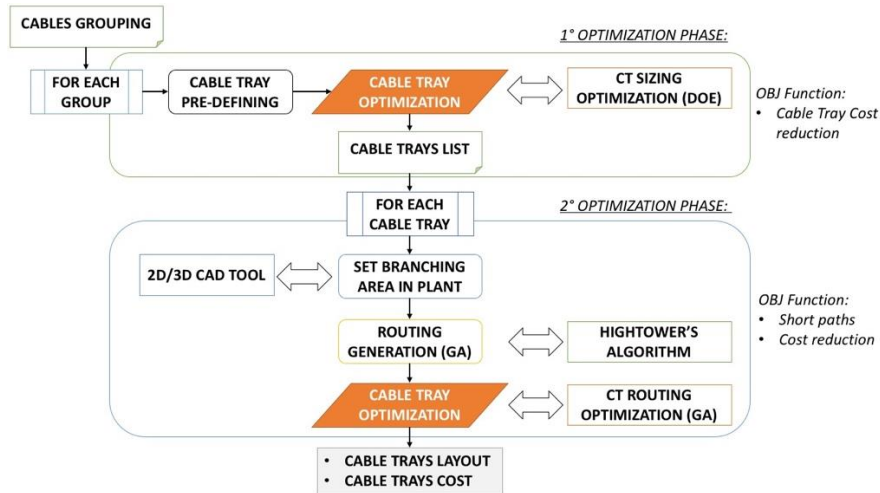 CABLES GROUPING
1° OPTIMIZATION PHASE:
FOR EACH
GROUP
CABLE TRAY
PRE-DEFINING
CABLE TRAY
OPTIMIZATION
CT SIZING
OPTIMIZATION (DOE)
OBJ Function:
• Cable Tray Cost
reduction
CABLE TRAYS LIST
FOR EACH
CABLE TRAY
2° OPTIMIZATION PHASE:
2D/3D CAD TOOL
SET BRANCHING
AREA IN PLANT
OBJ Function:
• Short paths
• Cost reduction
ROUTING
GENERATION (GA)
HIGHTOWER'S
ALGORITHM
CABLE TRAY
OPTIMIZATION
CT ROUTING
OPTIMIZATION (GA)
• CABLE TRAYS LAYOUT
• CABLE TRAYS COST